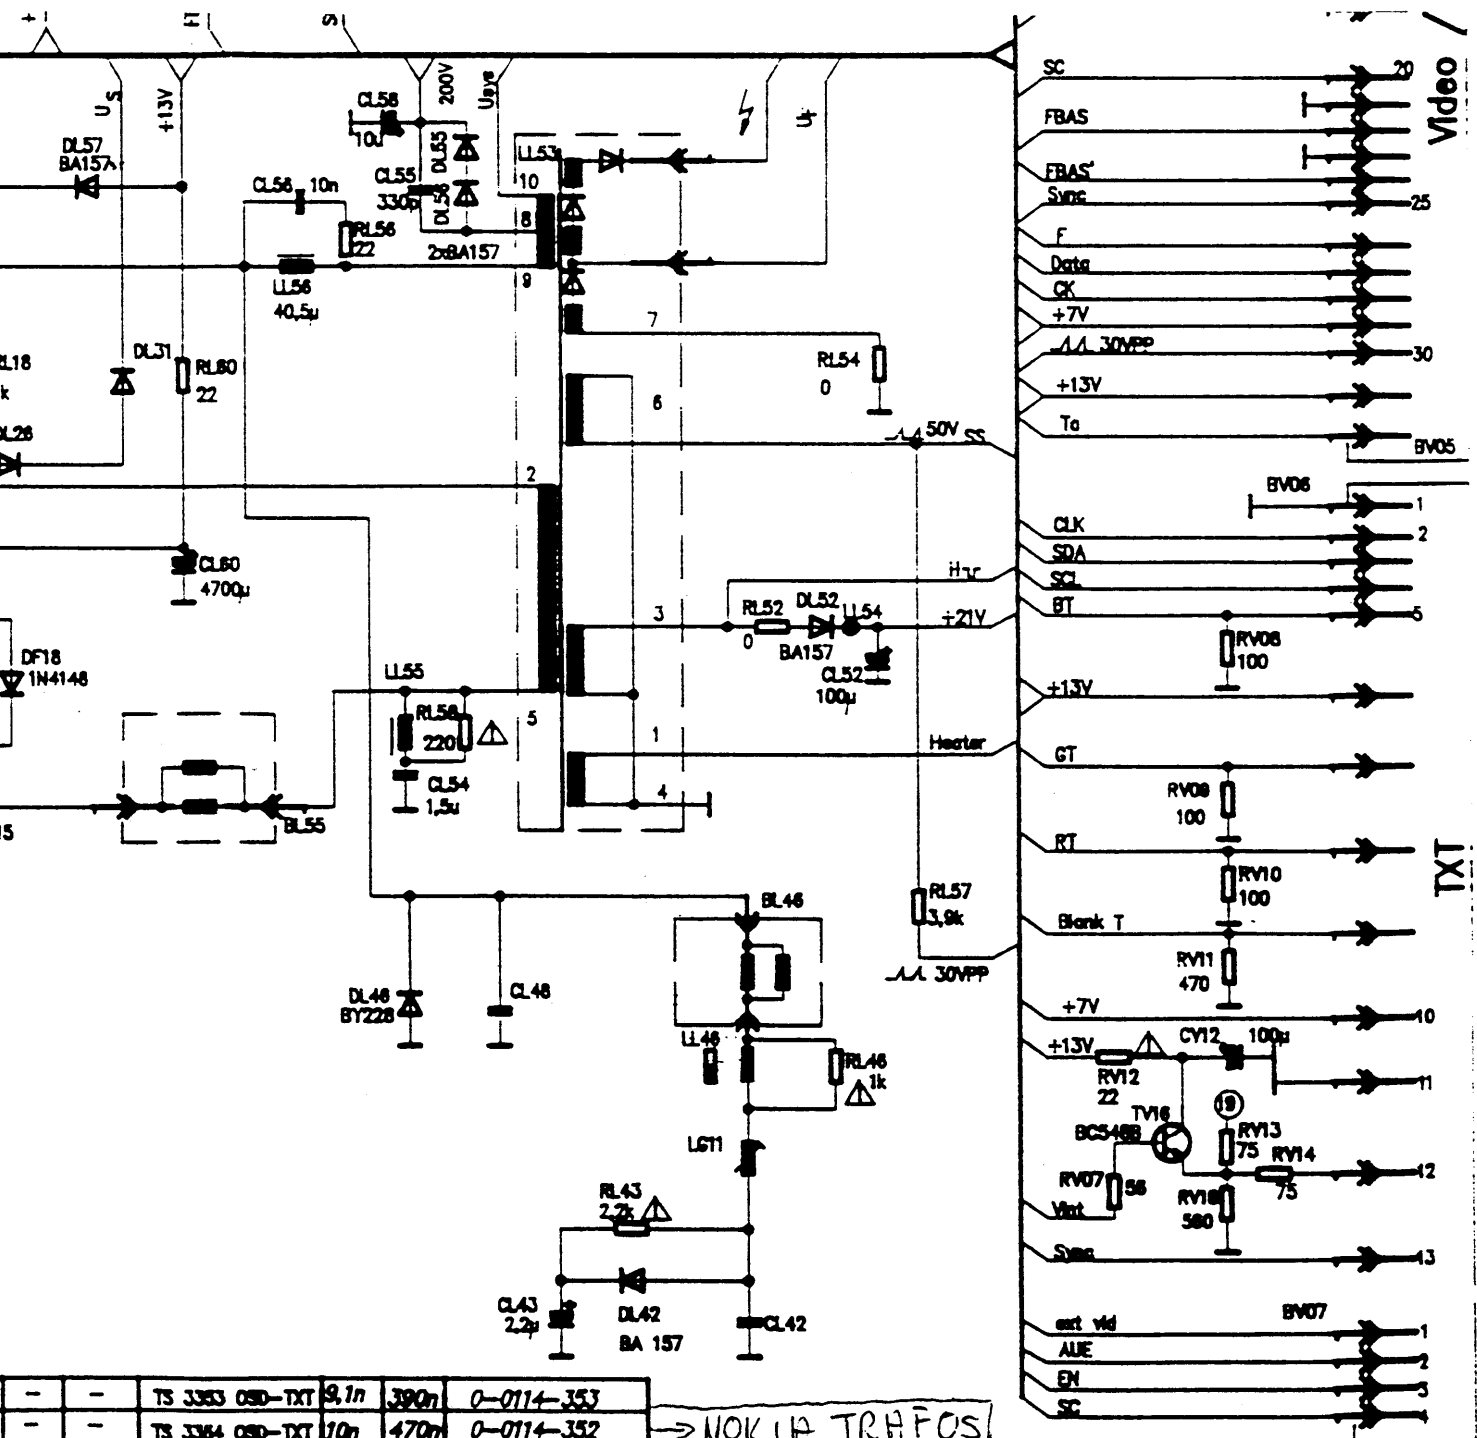 U
S
+13V
CL58
10u
200V
Usys
DL57
BA157
CL56 10n
RL56
22
LL56
40,5µ
CL55
330p
DL55
DL56
2xBA157
LL53
10
8
9
7
6
2
3
5
1
4
RL54
0
50V SS
DL31
RL60
22
CL60
4700µ
DF18
1N4148
LL55
RL58
220
CL54
1,5u
BL55
RL52
0
DL52
BA157
LL54
+21V
CL52
100µ
Heater
RL57
3,9k
30VPP
BL46
DL46
BY228
CL46
LL46
RL46
1k
LG11
RL43
2,2k
CL43
2,2µ
DL42
BA 157
CL42
SC
20
Video /
FBAS
FBAS'
Sync
25
F
Data
CK
+7V
30VPP
30
+13V
Ta
BV05
BV06
1
CLK
2
SDA
SCL
BT
5
RV08
100
+13V
GT
RV09
100
RT
RV10
100
TXT
Blank T
RV11
470
+7V
10
+13V
CV12
100µ
RV12
22
11
TV16
BC548B
19
RV13
75
RV14
75
12
RV07
56
RV18
560
Vint
Sync
13
BV07
ext vid
1
AUE
2
EN
3
SC
4
- - TS 3353 OSD-TXT 9,1n 390n 0-0114-353
- - TS 3364 OSD-TXT 10n 470n 0-0114-352
→ NOKIA TRAFOS!